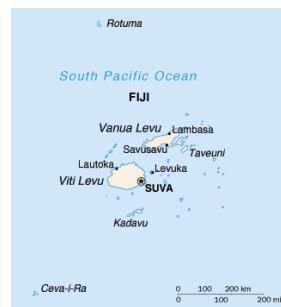 Rotuma
South Pacific Ocean
FIJI
Vanua Levu
Lambasa
Savusavu
Taveuni
Lautoka
Levuka
Viti Levu
SUVA
Kadavu
Ceva-I-Ra
0 100 200 km
0 100 200 mi